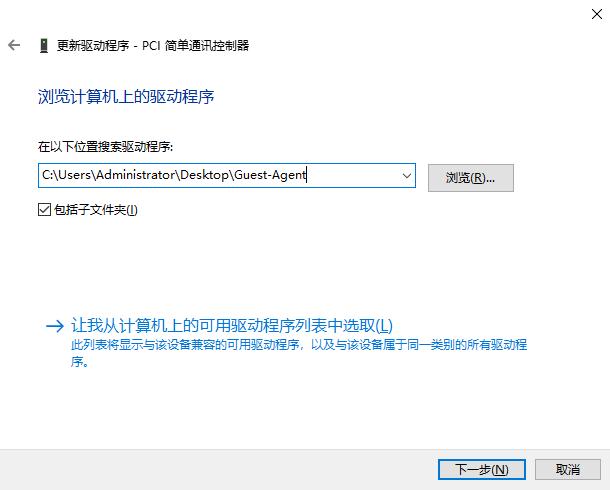 更新驱动程序 - PCI 简单通讯控制器
浏览计算机上的驱动程序
在以下位置搜索驱动程序:
C:\Users\Administrator\Desktop\Guest-Agent
浏览(R)...
包括子文件夹(I)
让我从计算机上的可用驱动程序列表中选取(L)
此列表将显示与该设备兼容的可用驱动程序，以及与该设备属于同一类别的所有驱动程
序。
下一步(N)
取消